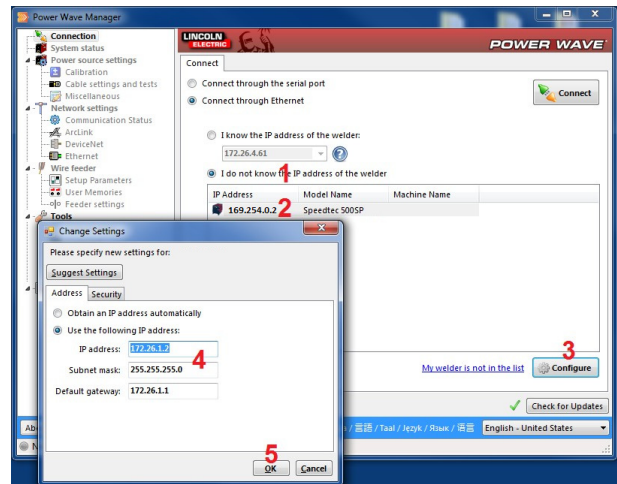 Power Wave Manager
Connection
System status
Power source settings
Calibration
Cable settings and tests
Miscellaneous
Network settings
Communication Status
ArcLink
DeviceNet
Ethernet
Wire feeder
Setup Parameters
User Memories
Feeder settings
Tools
LINCOLN
ELECTRIC
POWER WAVE
Connect
Connect through the serial port
Connect through Ethernet
Connect
I know the IP address of the welder:
172.26.4.61
1
I do not know the IP address of the welder
IP Address Model Name Machine Name
169.254.0.2 2 Speedtec 500SP
3
My welder is not in the list Configure
Check for Updates
/ 言語 / Taal / Język / Язык / 语言 English - United States
Change Settings
Please specify new settings for:
Suggest Settings
Address Security
Obtain an IP address automatically
Use the following IP address:
IP address: 172.26.1.2
4
Subnet mask: 255.255.255.0
Default gateway: 172.26.1.1
5
OK Cancel